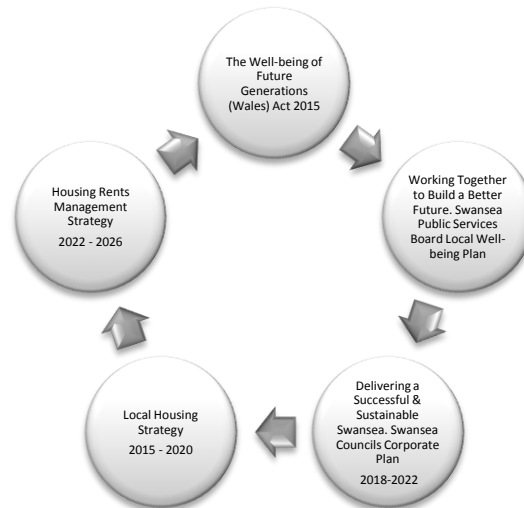 The Well-being of
Future
Generations
(Wales) Act 2015
Working Together
to Build a Better
Future. Swansea
Public Services
Board Local Well-
being Plan
Delivering a
Successful &
Sustainable
Swansea. Swansea
Councils Corporate
Plan
2018-2022
Local Housing
Strategy
2015 - 2020
Housing Rents
Management
Strategy
2022 - 2026